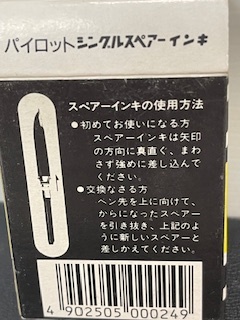 パイロットシングルスペアーインキ
スペアーインキの使用方法
●初めてお使いになる方
スペアーインキは矢印
の方向に真直く、まわ
さず強めに差し込んで
ください。
●交換なさる方
ペン先を上に向けて、
からになったスペアー
を引き抜き、上記のよ
うに新しいスペアーと
差しかえてください。
4 902505 000249